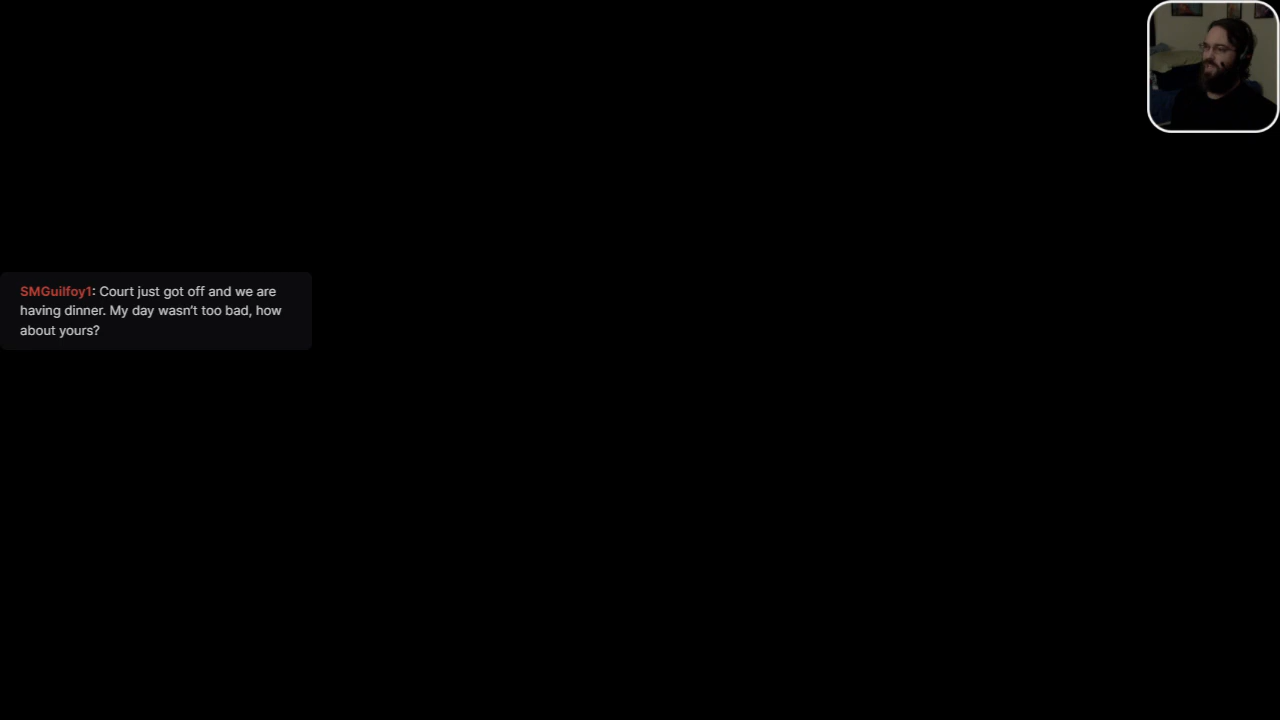 SMGuilfoy1: Court just got off and we are
having dinner. My day wasn't too bad, how
about yours?